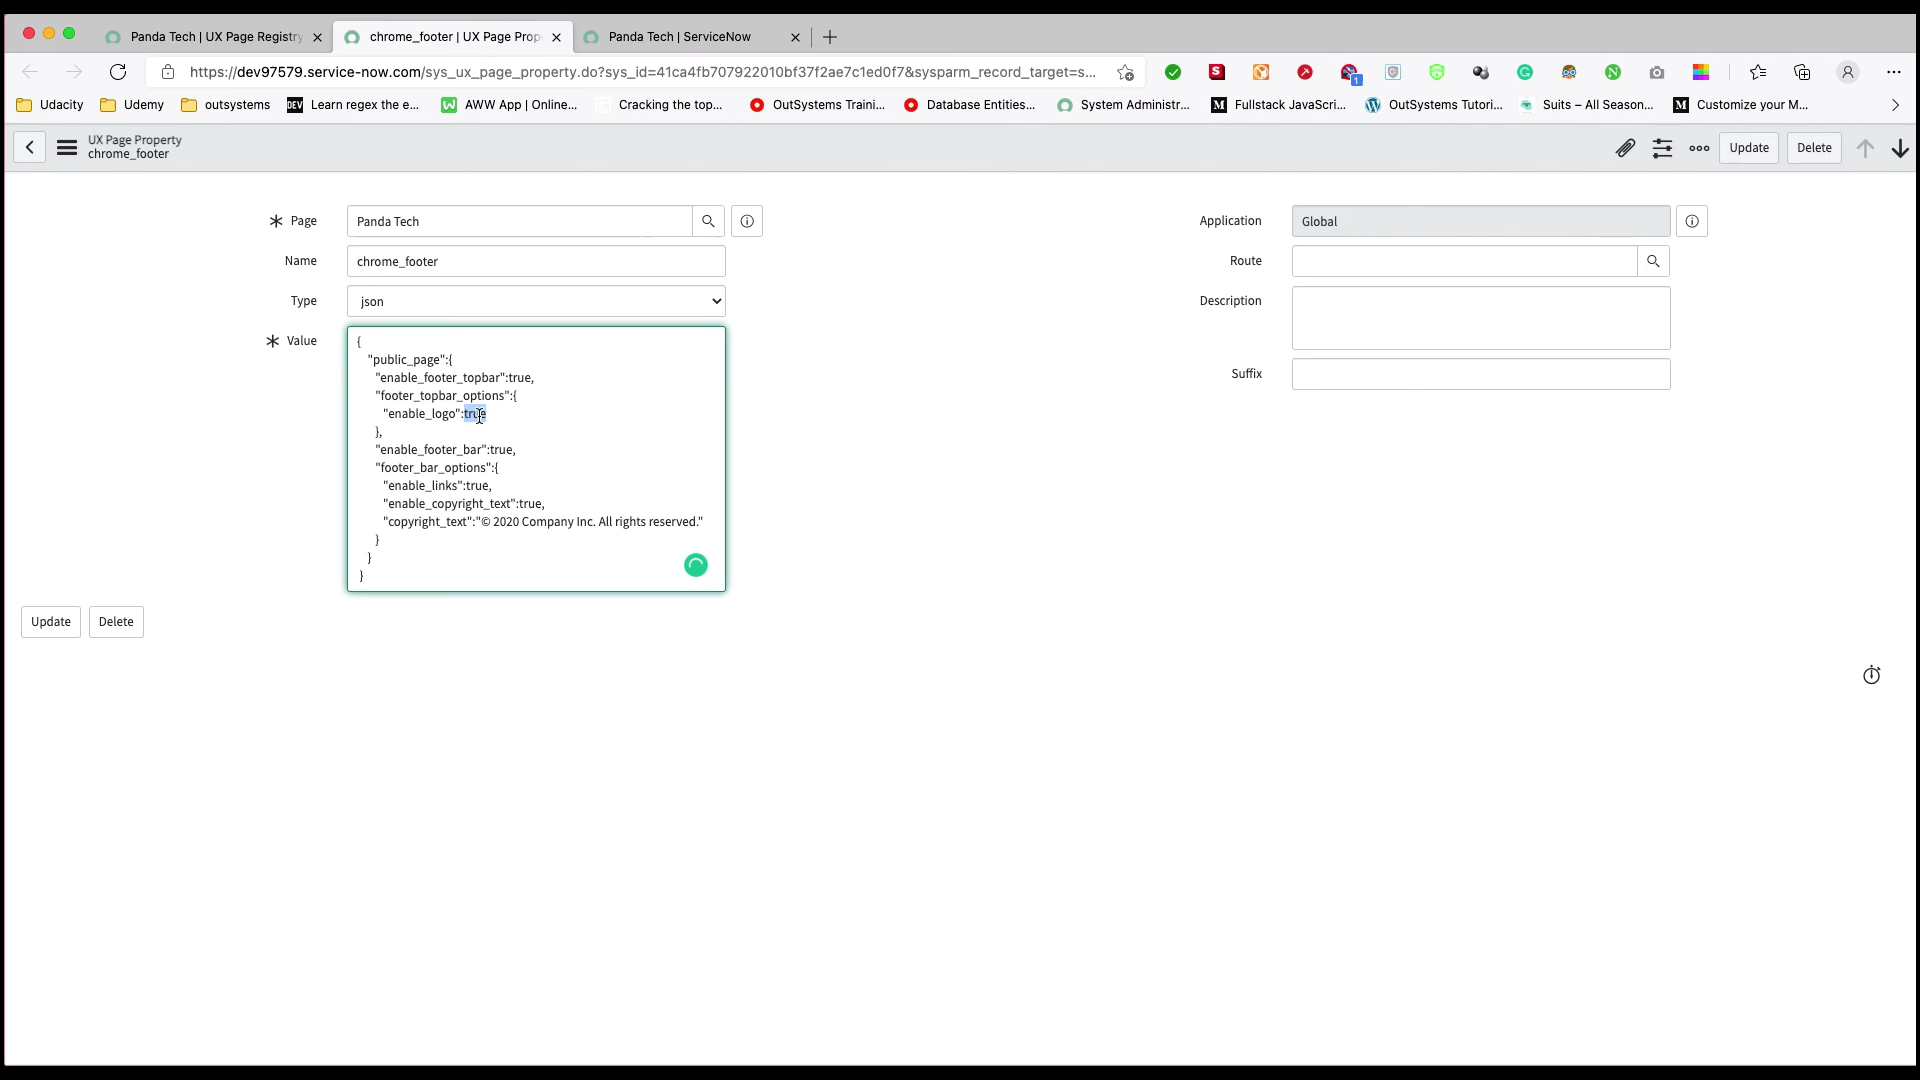 Panda Tech | UX Page Registry
chrome_footer | UX Page Prop
Panda Tech | ServiceNow
https://dev97579.service-now.com/sys_ux_page_property.do?sys_id=41ca4fb707922010bf37f2ae7c1ed0f7&sysparm_record_target=s...
Udacity
Udemy
outsystems
DEV
Learn regex the e...
AWW App | Online...
Cracking the top...
OutSystems Traini...
Database Entities...
System Administr...
Fullstack JavaScri...
OutSystems Tutori...
Suits – All Season...
Customize your M...
UX Page Property
chrome_footer
Update
Delete
Page
Panda Tech
Name
chrome_footer
Type
json
Value
{
"public_page":{
"enable_footer_topbar":true,
"footer_topbar_options":{
"enable_logo":true
},
"enable_footer_bar":true,
"footer_bar_options":{
"enable_links":true,
"enable_copyright_text":true,
"copyright_text":"© 2020 Company Inc. All rights reserved."
}
}
}
Application
Global
Route
Description
Suffix
Update
Delete